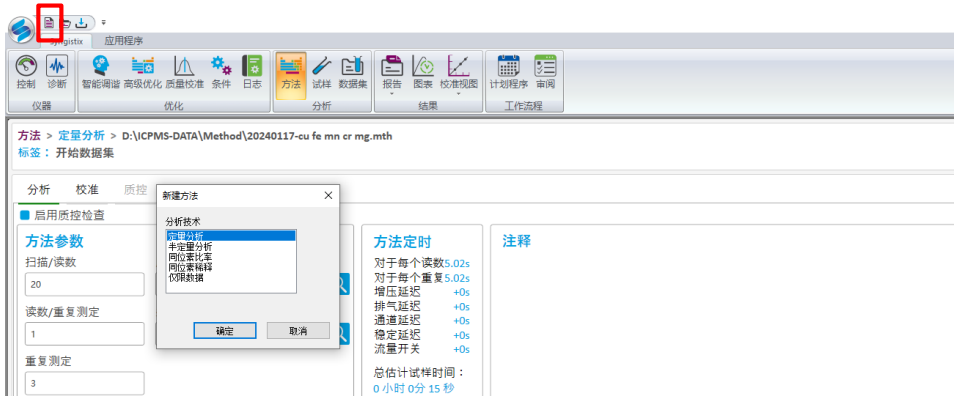 Syngistix 应用程序
控制 诊断 智能调谐 高级优化 质量校准 条件 日志 方法 试样 数据集 报告 图表 校准视图 计划程序 审阅
仪器 优化 分析 结果 工作流程
方法 > 定量分析 > D:\ICPMS-DATA\Method\20240117-cu fe mn cr mg.mth
标签： 开始数据集
分析 校准 质控
启用质控检查
方法参数
扫描/读数
20
读数/重复测定
1
重复测定
3
新建方法
分析技术
定量分析
半定量分析
同位素比率
同位素稀释
仅限数据
确定 取消
方法定时
对于每个读数5.02s
对于每个重复5.02s
增压延迟 +0s
排气延迟 +0s
通道延迟 +0s
稳定延迟 +0s
流量开关 +0s
总估计试样时间：
0 小时 0分 15 秒
注释